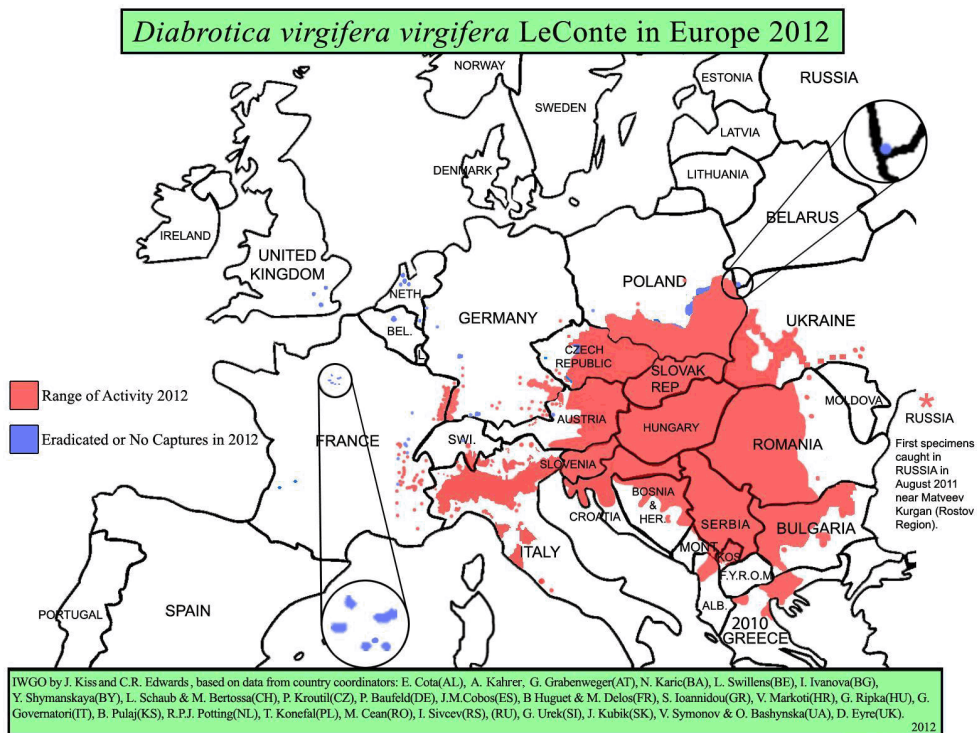 Diabrotica virgifera virgifera LeConte in Europe 2012
NORWAY
SWEDEN
ESTONIA
RUSSIA
LATVIA
DENMARK
LITHUANIA
BELARUS
IRELAND
UNITED
KINGDOM
NETH
POLAND
BEL.
GERMANY
UKRAINE
CZECH
REPUBLIC
SLOVAK
REP
Range of Activity 2012
Eradicated or No Captures in 2012
MOLDOVA
RUSSIA
AUSTRIA
HUNGARY
FRANCE
SWI.
ROMANIA
First specimens
caught in
RUSSIA in
August 2011
near Matveev
Kurgan (Rostov
Region).
SLOVENIA
BOSNIA
&
HER.
CROATIA
SERBIA
BULGARIA
ITALY
MONT.
KOS.
F.Y.R.O.M
PORTUGAL
SPAIN
ALB.
2010
GREECE
IWGO by J. Kiss and C.R. Edwards, based on data from country coordinators: E. Cota(AL), A. Kahrer, G. Grabenweger(AT), N. Karic(BA), L. Swillens(BE), I. Ivanova(BG),
Y. Shymanskaya(BY), L. Schaub & M. Bertossa(CH), P. Kroutil(CZ), P. Baufeld(DE), J.M.Cobos(ES), B Huguet & M. Delos(FR), S. Ioannidou(GR), V. Markoti(HR), G. Ripka(HU), G.
Governatori(IT), B. Pulaj(KS), R.P.J. Potting(NL), T. Konefal(PL), M. Cean(RO), I. Sivcev(RS), (RU), G. Urek(SI), J. Kubik(SK), V. Symonov & O. Bashynska(UA), D. Eyre(UK).
2012